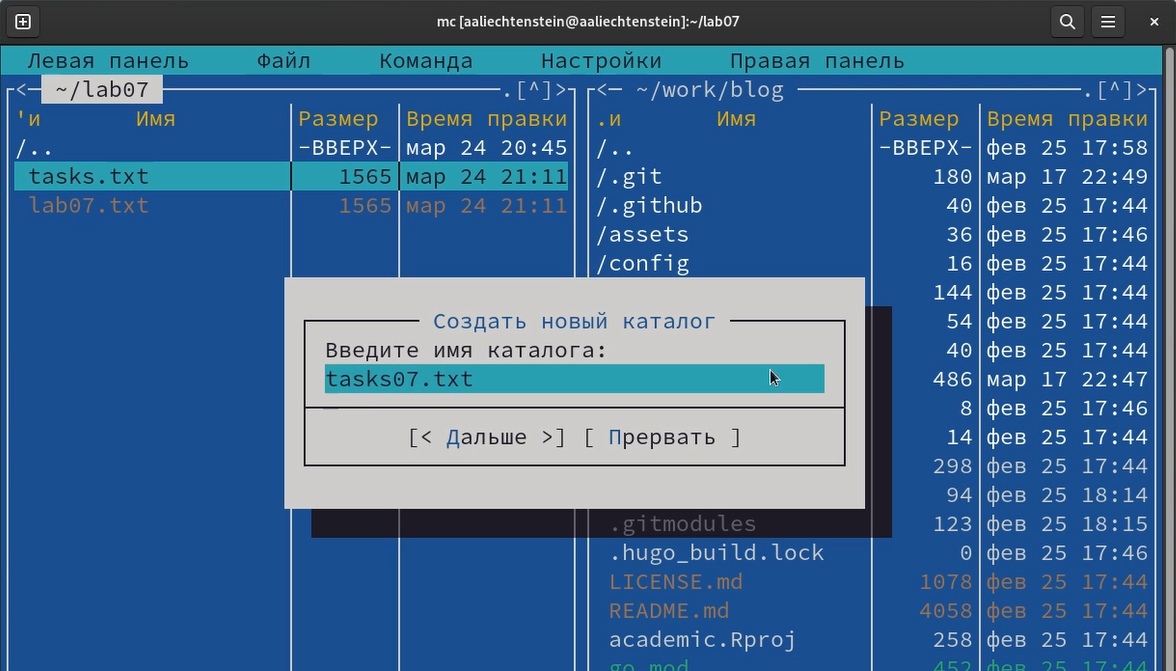 mc [aaliechtenstein@aaliechtenstein]:~/lab07
Левая панель Файл Команда Настройки Правая панель
<─ ~/lab07 .[^]>
'и Имя Размер Время правки
/.. -ВВЕРХ- мар 24 20:45
tasks.txt 1565 мар 24 21:11
lab07.txt 1565 мар 24 21:11
<─ ~/work/blog .[^]>
.и Имя Размер Время правки
/.. -ВВЕРХ- фев 25 17:58
/.git 180 мар 17 22:49
/.github 40 фев 25 17:44
/assets 36 фев 25 17:46
/config 16 фев 25 17:44
144 фев 25 17:44
54 фев 25 17:44
40 фев 25 17:44
486 мар 17 22:47
8 фев 25 17:46
14 фев 25 17:44
298 фев 25 17:44
94 фев 25 18:14
.gitmodules 123 фев 25 18:15
.hugo_build.lock 0 фев 25 17:46
LICENSE.md 1078 фев 25 17:44
README.md 4058 фев 25 17:44
academic.Rproj 258 фев 25 17:44
go.mod 452 фев 25 17:44
Создать новый каталог
Введите имя каталога:
tasks07.txt
[< Дальше >] [ Прервать ]